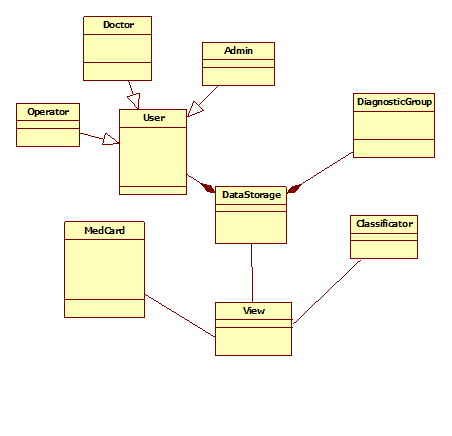 Doctor
Admin
Operator
User
DiagnosticGroup
DataStorage
MedCard
Classificator
View